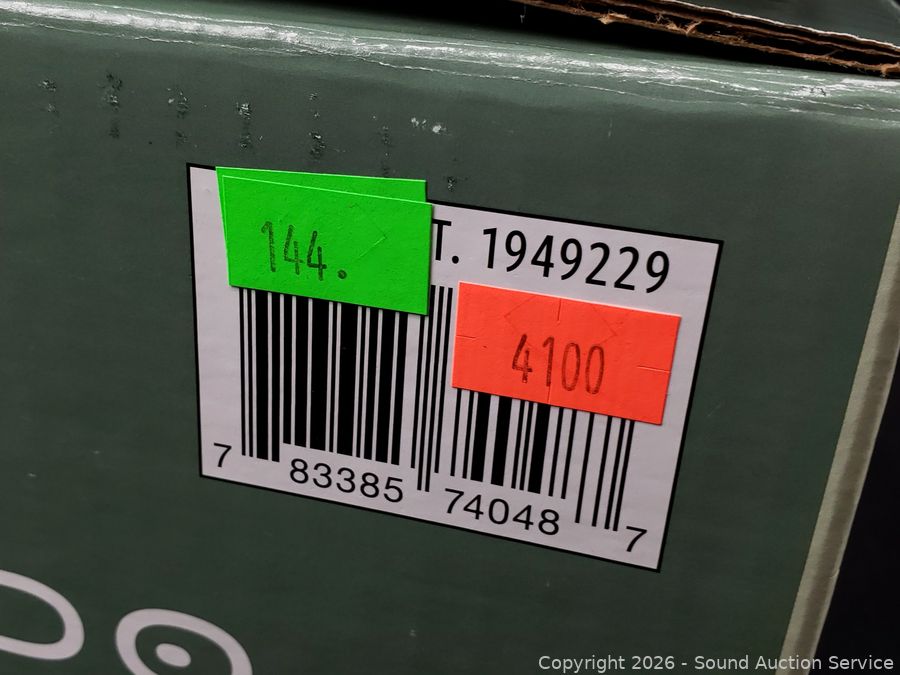 T. 1949229
144.
4100
7 83385 74048 7
Copyright 2026 - Sound Auction Service